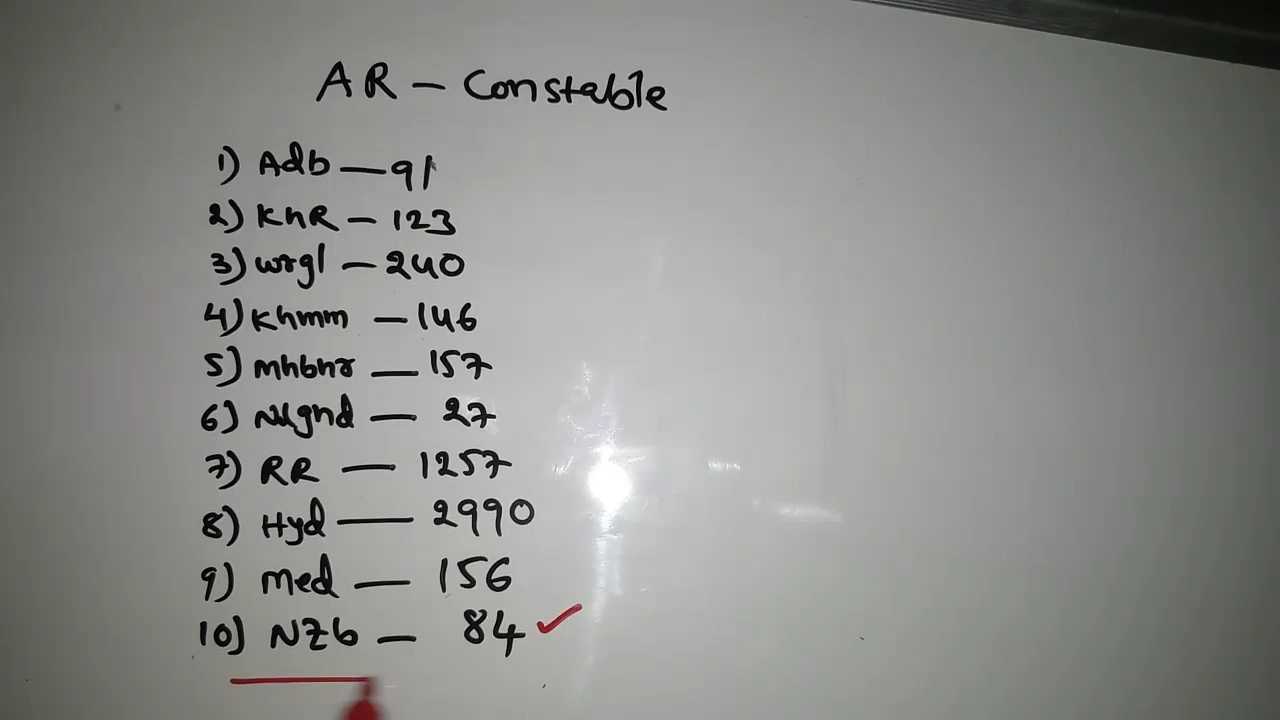 AR - Constable
1) Adb - 91
2) KnR - 123
3) wrgl - 240
4) Khmm - 146
5) mhbnr - 157
6) Nlgnd - 27
7) RR - 1257
8) Hyd - 2990
9) med - 156
10) NZb - 84 ✓